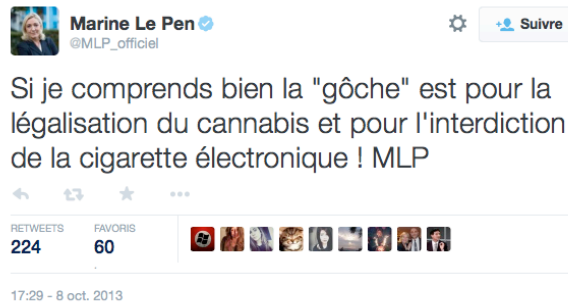 Marine Le Pen
@MLP_officiel
Suivre
Si je comprends bien la "gôche" est pour la
légalisation du cannabis et pour l'interdiction
de la cigarette électronique ! MLP
RETWEETS FAVORIS
224 60
17:29 - 8 oct. 2013